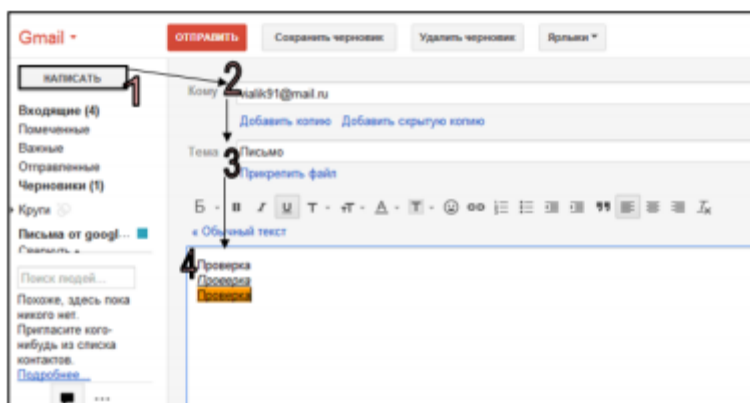 Gmail
ОТПРАВИТЬ Сохранить черновик Удалить черновик Ярлыки
НАПИСАТЬ
1
2
Кому vialik91@mail.ru
Добавить копию Добавить скрытую копию
Входящие (4)
Помеченные
Важные
Отправленные
Черновики (1)
Круги
Письма от googl...
Свернуть
Тема Письмо
3
Прикрепить файл
« Обычный текст
4
Проверка
Проверка
Проверка
Поиск людей...
Похоже, здесь пока
никого нет.
Пригласите кого-
нибудь из списка
контактов.
Подробнее...